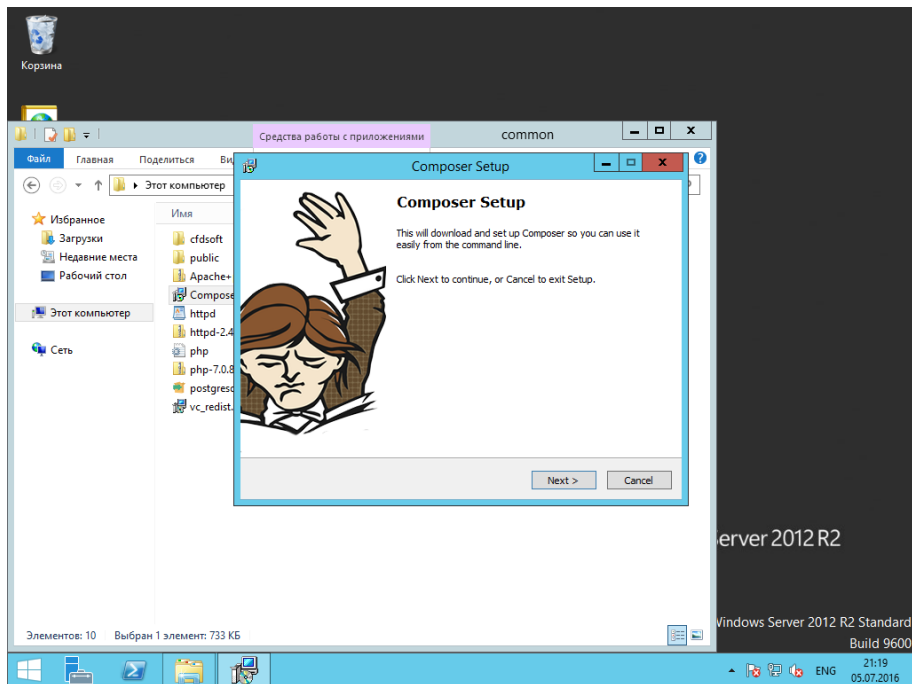 Корзина
Средства работы с приложениями
common
Файл
Главная
Поделиться
Ви
Этот компьютер
Имя
Избранное
Загрузки
Недавние места
Рабочий стол
Этот компьютер
Сеть
cfdsoft
public
Apache+
Compose
httpd
httpd-2.4
php
php-7.0.8
postgresq
vc_redist.
Composer Setup
Composer Setup
This will download and set up Composer so you can use it
easily from the command line.
Click Next to continue, or Cancel to exit Setup.
Next >
Cancel
Server 2012 R2
Элементов: 10
Выбран 1 элемент: 733 КБ
Windows Server 2012 R2 Standard
Build 9600
ENG
21:19
05.07.2016